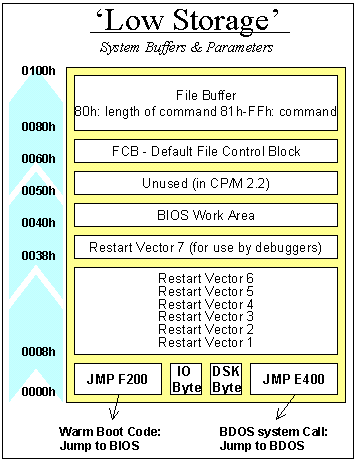 ‘Low Storage’
System Buffers & Parameters
0100h
File Buffer
80h: length of command 81h-FFh: command
0080h
FCB - Default File Control Block
0060h
Unused (in CP/M 2.2)
0050h
BIOS Work Area
0040h
Restart Vector 7 (for use by debuggers)
0038h
Restart Vector 6
Restart Vector 5
Restart Vector 4
Restart Vector 3
Restart Vector 2
Restart Vector 1
0008h
JMP F200
IO
Byte
DSK
Byte
JMP E400
0000h
Warm Boot Code:
Jump to BIOS
BDOS system Call:
Jump to BDOS